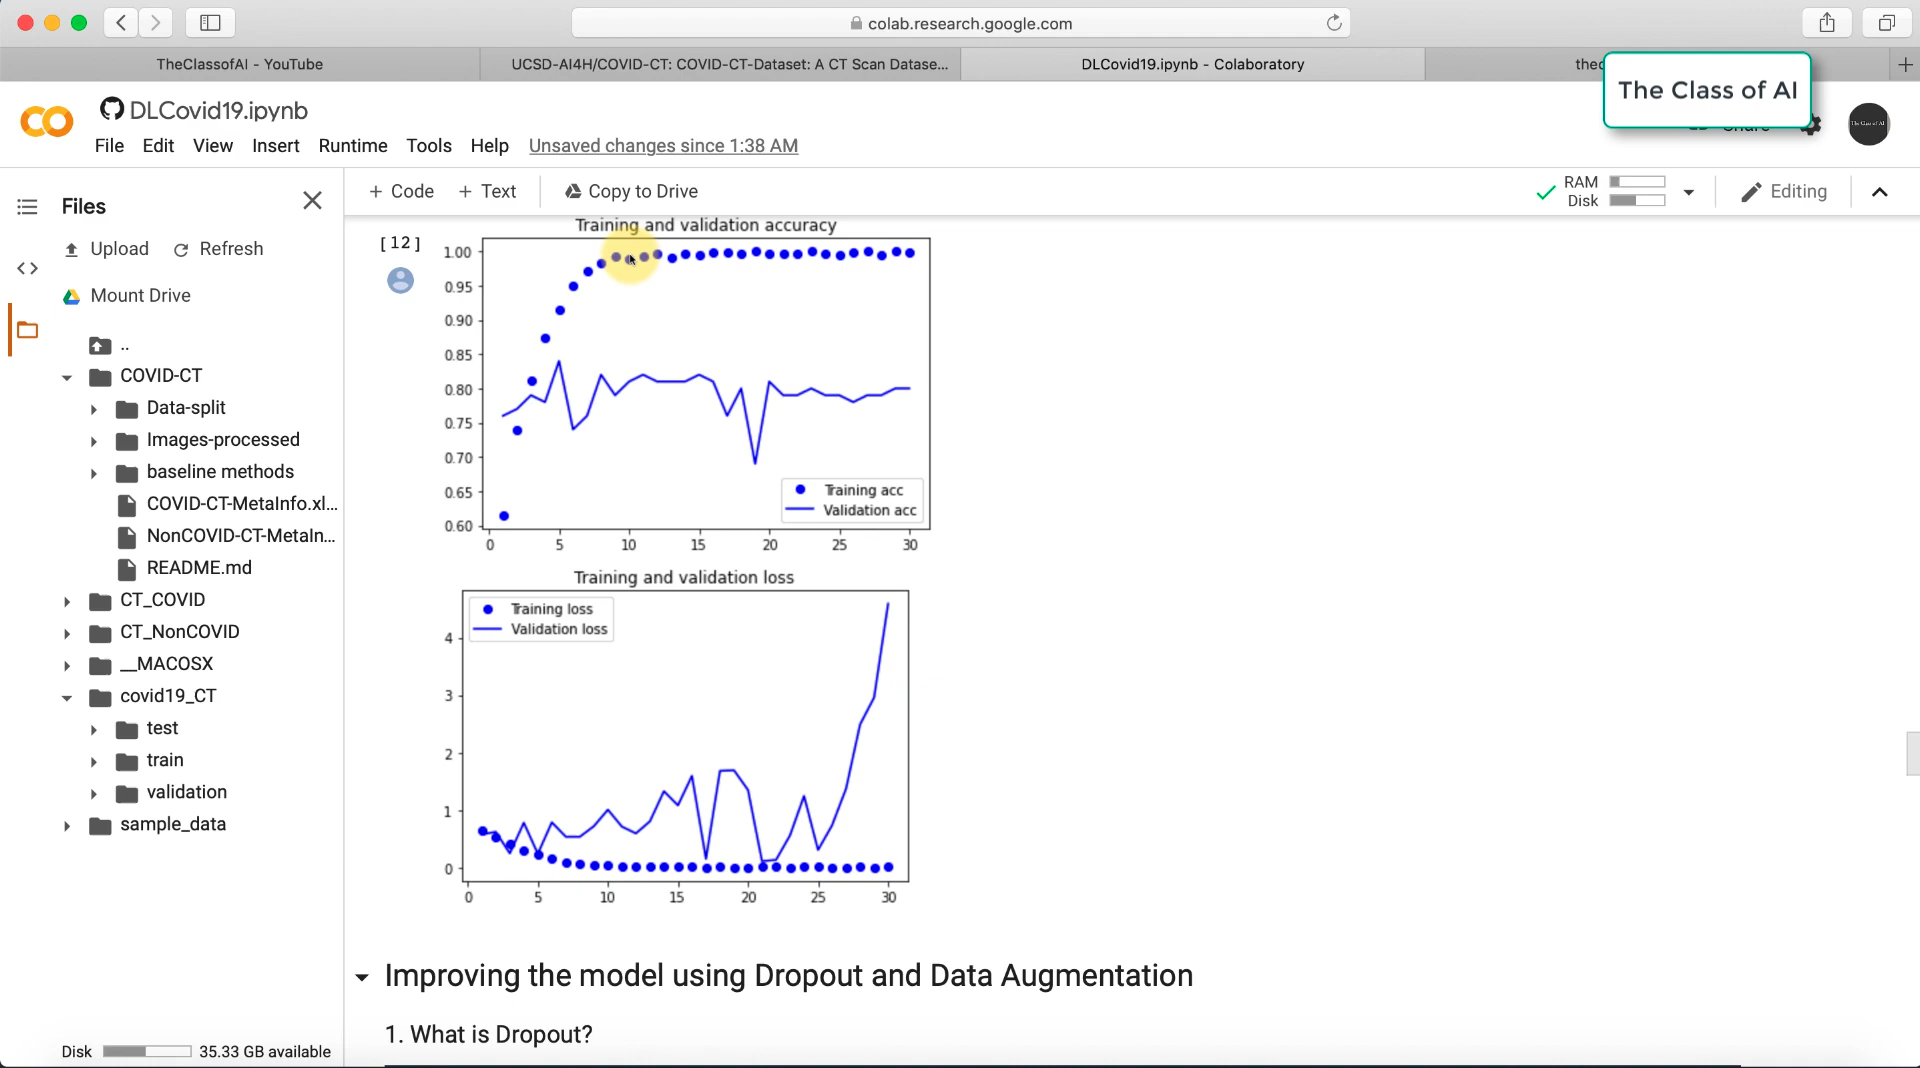 colab.research.google.com
TheClassofAI - YouTube
UCSD-AI4H/COVID-CT: COVID-CT-Dataset: A CT Scan Datase...
DLCovid19.ipynb - Colaboratory
The Class of AI
DLCovid19.ipynb
File Edit View Insert Runtime Tools Help Unsaved changes since 1:38 AM
Files
+ Code + Text Copy to Drive
RAM
Disk
Editing
Upload Refresh
Mount Drive
..
COVID-CT
Data-split
Images-processed
baseline methods
COVID-CT-MetaInfo.xl...
NonCOVID-CT-MetaIn...
README.md
CT_COVID
CT_NonCOVID
__MACOSX
covid19_CT
test
train
validation
sample_data
Disk 35.33 GB available
[12]
Training and validation accuracy
1.00
0.95
0.90
0.85
0.80
0.75
0.70
0.65
0.60
Training acc
Validation acc
0 5 10 15 20 25 30
Training and validation loss
Training loss
Validation loss
4
3
2
1
0
0 5 10 15 20 25 30
Improving the model using Dropout and Data Augmentation
1. What is Dropout?